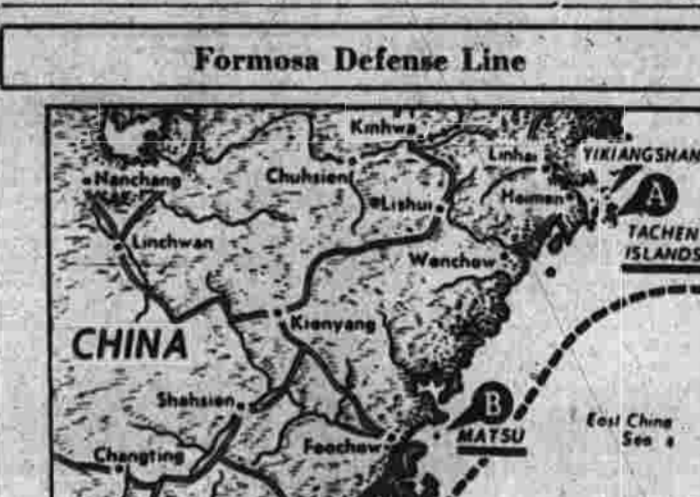 Formosa Defense Line
Kinhwa
Linhai
YIKIANGSHAN
Chuhsien
Nanchang
Lishui
Haimen
A
TACHEN
ISLANDS
Linchwan
Wenchow
Kienyang
CHINA
Shahsien
B
MATSU
East China
Sea
Foochow
Changting